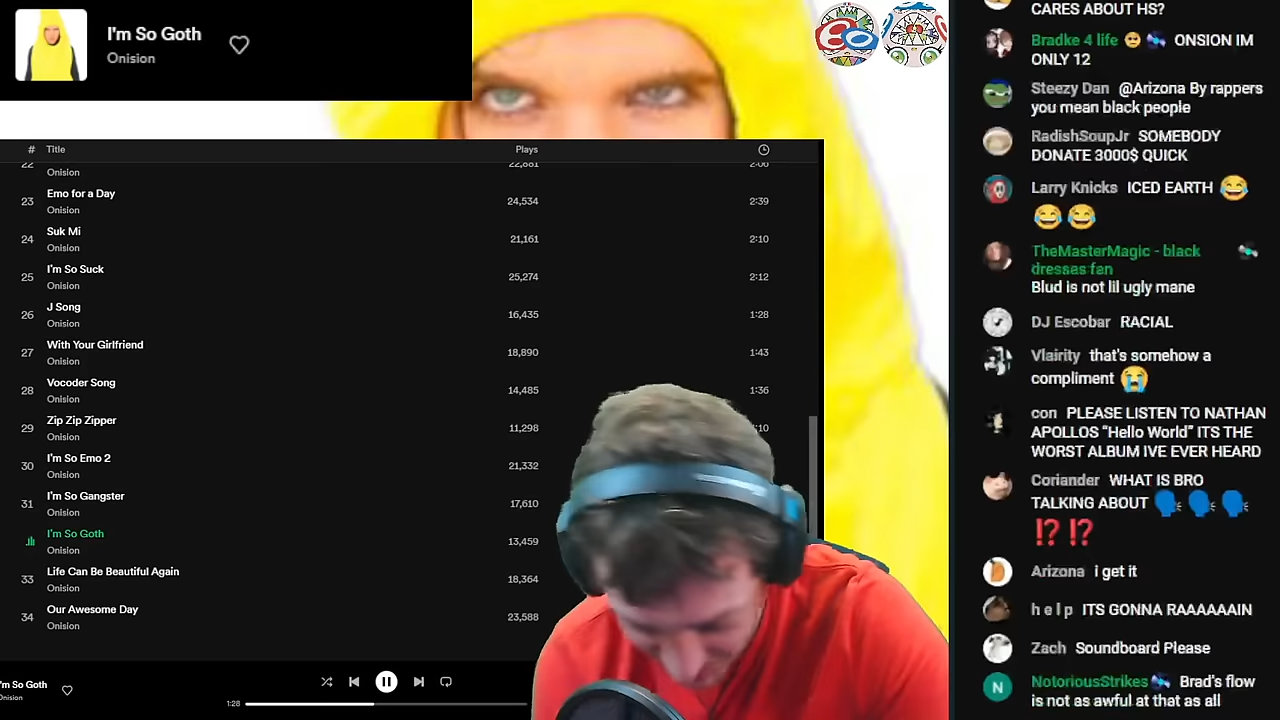 I'm So Goth
Onision
# Title Plays
22 22,881 2:06
Onision
23 Emo for a Day 24,534 2:39
Onision
24 Suk Mi 21,161 2:10
Onision
25 I'm So Suck 25,274 2:12
Onision
26 J Song 16,435 1:28
Onision
27 With Your Girlfriend 18,890 1:43
Onision
28 Vocoder Song 14,485 1:36
Onision
29 Zip Zip Zipper 11,298 :10
Onision
30 I'm So Emo 2 21,332
Onision
31 I'm So Gangster 17,610
Onision
I'm So Goth 13,459
Onision
33 Life Can Be Beautiful Again 18,364
Onision
34 Our Awesome Day 23,588
Onision
'm So Goth
Onision
1:28
CARES ABOUT HS?
Bradke 4 life 🥺 ONSION IM
ONLY 12
Steezy Dan @Arizona By rappers
you mean black people
RadishSoupJr SOMEBODY
DONATE 3000$ QUICK
Larry Knicks ICED EARTH 😂
😂 😂
TheMasterMagic - black
dresses fan
Blud is not lil ugly mane
DJ Escobar RACIAL
Vlairity that's somehow a
compliment 😭
con PLEASE LISTEN TO NATHAN
APOLLOS “Hello World” ITS THE
WORST ALBUM IVE EVER HEARD
Coriander WHAT IS BRO
TALKING ABOUT 🗣 🗣 🗣
⁉ ⁉
Arizona i get it
h e l p ITS GONNA RAAAAAAIN
Zach Soundboard Please
N NotoriousStrikes Brad's flow
is not as awful at that as all